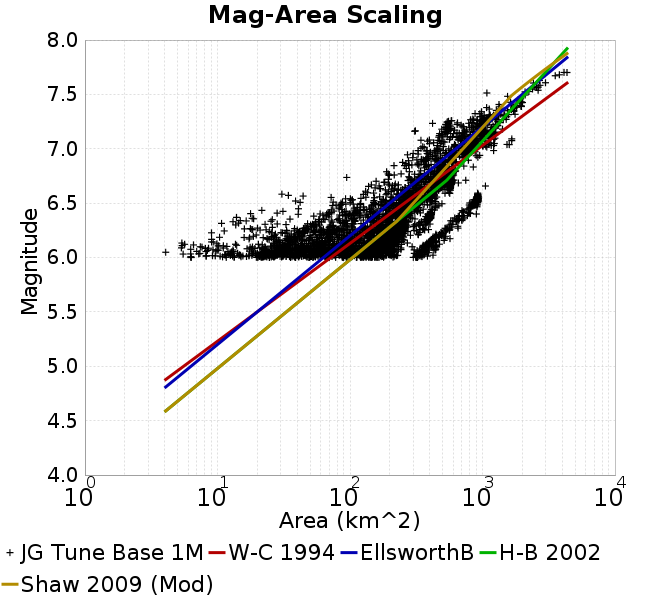 Mag-Area Scaling
Magnitude
8.0
7.5
7.0
6.5
6.0
5.5
5.0
4.5
4.0
10^0 10^1 10^2 10^3 10^4
Area (km^2)
JG Tune Base 1M W-C 1994 EllsworthB H-B 2002
Shaw 2009 (Mod)